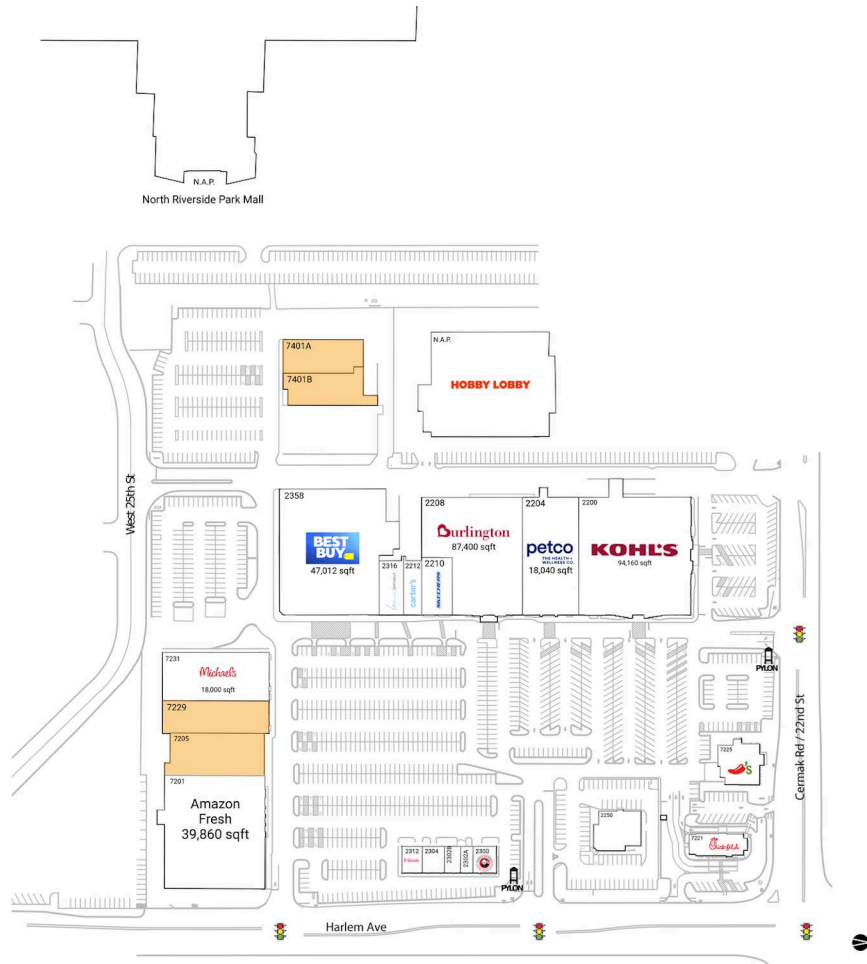 N.A.P.
North Riverside Park Mall
7401A
7401B
N.A.P.
HOBBY LOBBY
West 25th St
2358
BEST
BUY
47,012 sqft
2316
2212
carter's
2210
SKECHERS
2208
Burlington
87,400 sqft
2204
petco
THE HEALTH +
WELLNESS CO.
18,040 sqft
2200
KOHL'S
94,160 sqft
7231
Michaels
18,000 sqft
7229
7205
7201
Amazon
Fresh
39,860 sqft
PYLON
7225
's
Cermak Rd / 22nd St
2250
7221
Chick-fil-A
2312
2304
2302B
2302A
2300
PYLON
Harlem Ave